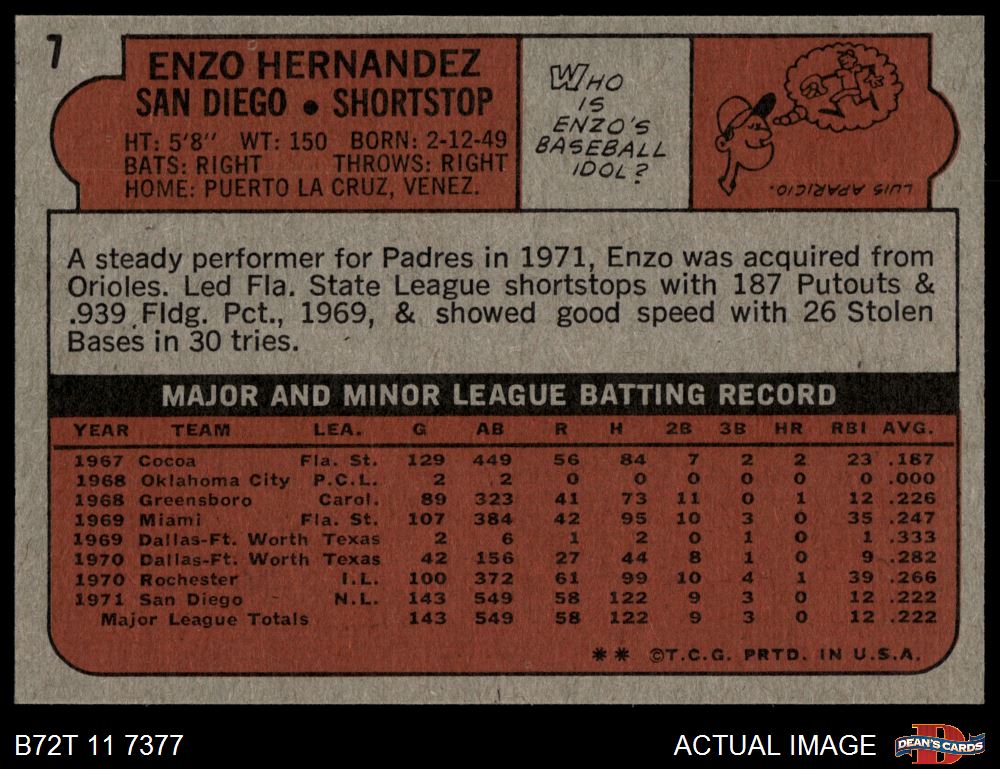 7
ENZO HERNANDEZ
SAN DIEGO • SHORTSTOP
HT: 5'8" WT: 150 BORN: 2-12-49
BATS: RIGHT THROWS: RIGHT
HOME: PUERTO LA CRUZ, VENEZ.
WHO
IS
ENZO'S
BASEBALL
IDOL?
LUIS APARICIO.
A steady performer for Padres in 1971, Enzo was acquired from
Orioles. Led Fla. State League shortstops with 187 Putouts &
.939 Fldg. Pct., 1969, & showed good speed with 26 Stolen
Bases in 30 tries.
MAJOR AND MINOR LEAGUE BATTING RECORD
YEAR TEAM LEA. G AB R H 2B 3B HR RBI AVG.
1967 Cocoa Fla. St. 129 449 56 84 7 2 2 23 .187
1968 Oklahoma City P.C.L. 2 2 0 0 0 0 0 0 .000
1968 Greensboro Carol. 89 323 41 73 11 0 1 12 .226
1969 Miami Fla. St. 107 384 42 95 10 3 0 35 .247
1969 Dallas-Ft. Worth Texas 2 6 1 2 0 1 0 1 .333
1970 Dallas-Ft. Worth Texas 42 156 27 44 8 1 0 9 .282
1970 Rochester I.L. 100 372 61 99 10 4 1 39 .266
1971 San Diego N.L. 143 549 58 122 9 3 0 12 .222
Major League Totals 143 549 58 122 9 3 0 12 .222
** ©T.C.G. PRTD. IN U.S.A.
B72T 11 7377
ACTUAL IMAGE
DEAN'S CARDS